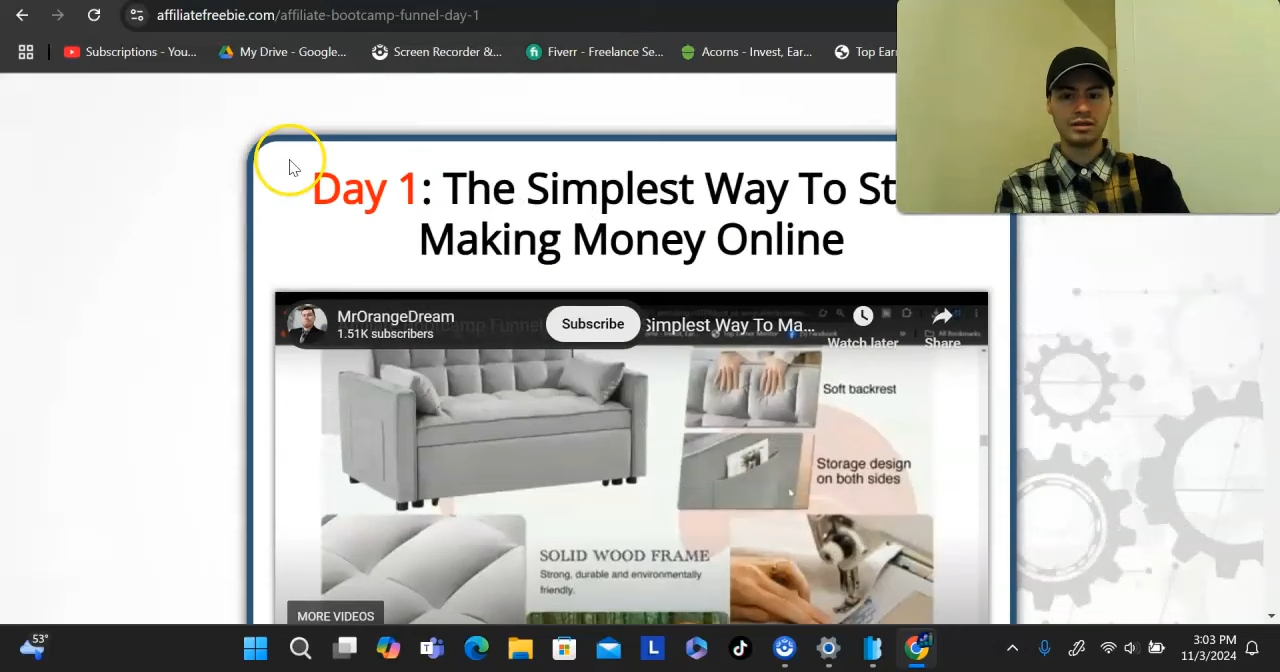 affiliatefreebie.com/affiliate-bootcamp-funnel-day-1
Subscriptions - You...
My Drive - Google...
Screen Recorder &...
Fiverr - Freelance Se...
Acorns - Invest, Ear...
Top Earn
Day 1: The Simplest Way To St
Making Money Online
MrOrangeDream
1.51K subscribers
Subscribe
Simplest Way To Ma...
Watch later
Share
Soft backrest
Storage design
on both sides
SOLID WOOD FRAME
Strong, durable and environmentally
friendly.
MORE VIDEOS
53°
3:03 PM
11/3/2024